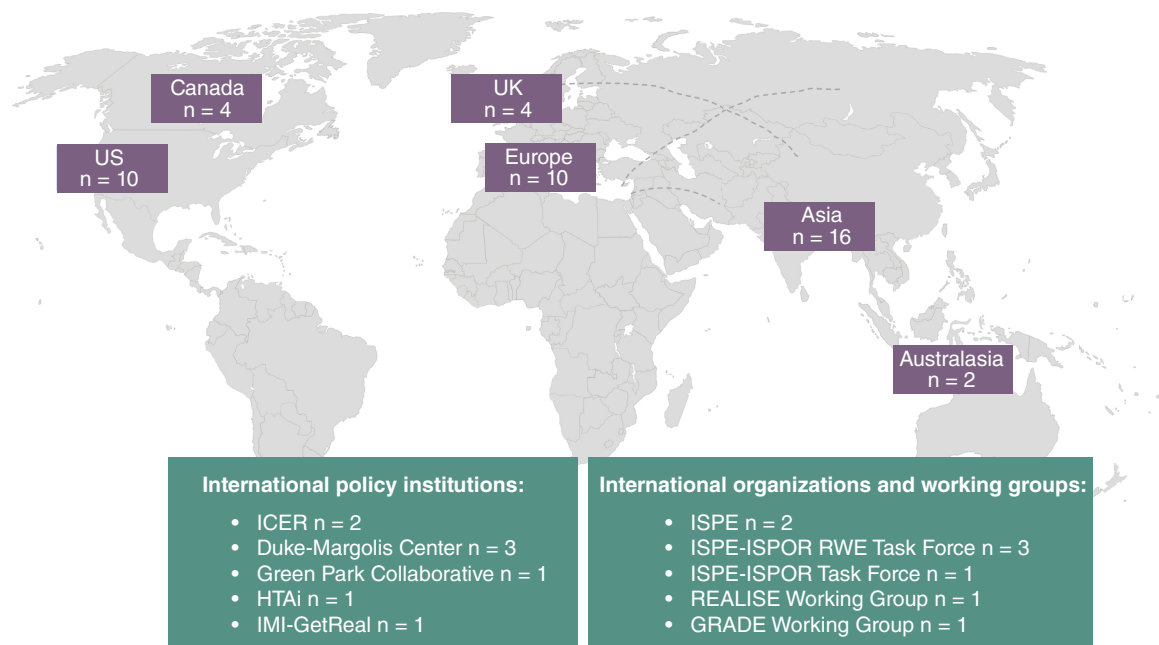 Canada
n = 4
UK
n = 4
US
n = 10
Europe
n = 10
Asia
n = 16
Australasia
n = 2
International policy institutions:
• ICER n = 2
• Duke-Margolis Center n = 3
• Green Park Collaborative n = 1
• HTAi n = 1
• IMI-GetReal n = 1
International organizations and working groups:
• ISPE n = 2
• ISPE-ISPOR RWE Task Force n = 3
• ISPE-ISPOR Task Force n = 1
• REALISE Working Group n = 1
• GRADE Working Group n = 1